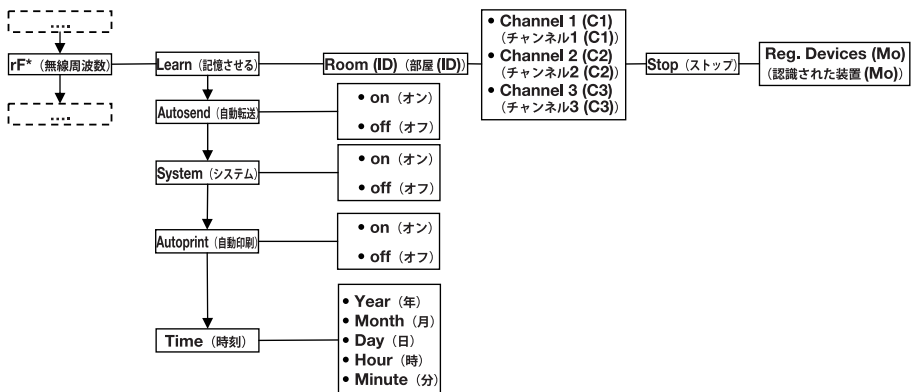 ....
rF* （無線周波数）
....
Learn （記憶させる）
Room (ID) （部屋 (ID)）
• Channel 1 (C1)
（チャンネル1 (C1)）
• Channel 2 (C2)
（チャンネル2 (C2)）
• Channel 3 (C3)
（チャンネル3 (C3)）
Stop （ストップ）
Reg. Devices (Mo)
（認識された装置 (Mo)）
Autosend （自動転送）
• on （オン）
• off （オフ）
System （システム）
• on （オン）
• off （オフ）
Autoprint （自動印刷）
• on （オン）
• off （オフ）
Time （時刻）
• Year （年）
• Month （月）
• Day （日）
• Hour （時）
• Minute （分）